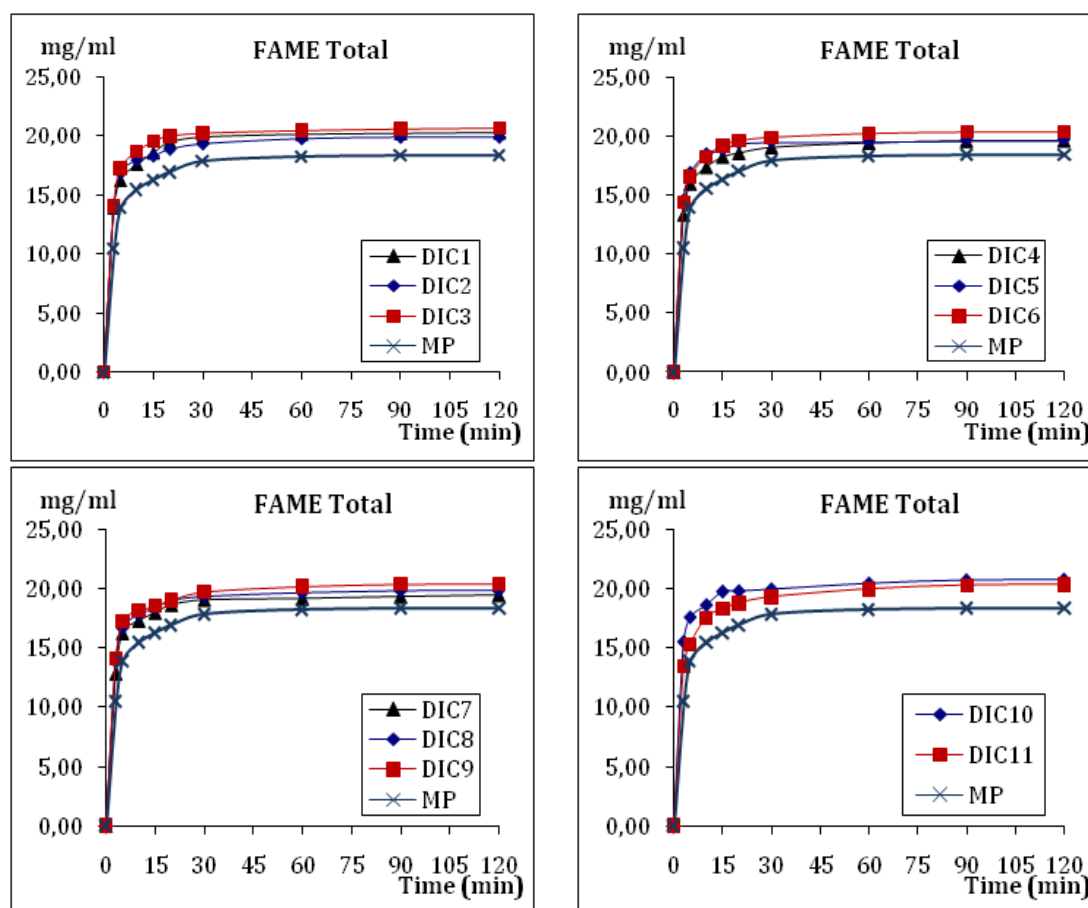 mg/ml
FAME Total
25,00
20,00
15,00
10,00
5,00
0,00
DIC1
DIC2
DIC3
MP
0 15 30 45 60 75 90 105 120
Time (min)
mg/ml
FAME Total
25,00
20,00
15,00
10,00
5,00
0,00
DIC4
DIC5
DIC6
MP
0 15 30 45 60 75 90 105 120
Time (min)
mg/ml
FAME Total
25,00
20,00
15,00
10,00
5,00
0,00
DIC7
DIC8
DIC9
MP
0 15 30 45 60 75 90 105 120
Time (min)
mg/ml
FAME Total
25,00
20,00
15,00
10,00
5,00
0,00
DIC10
DIC11
MP
0 15 30 45 60 75 90 105 120
Time (min)